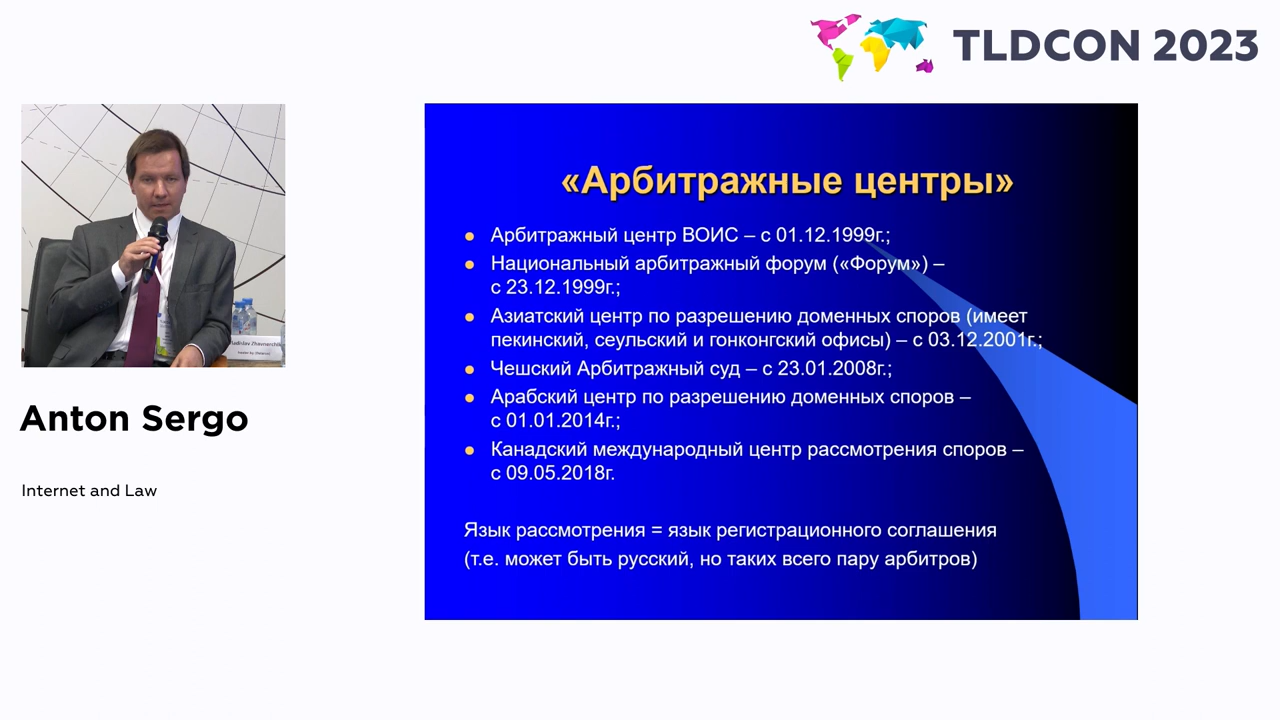 TLDCON 2023
«Арбитражные центры»
Арбитражный центр ВОИС – с 01.12.1999г.;
Национальный арбитражный форум («Форум») –
с 23.12.1999г.;
Азиатский центр по разрешению доменных споров (имеет
пекинский, сеульский и гонконгский офисы) – с 03.12.2001г.;
Чешский Арбитражный суд – с 23.01.2008г.;
Арабский центр по разрешению доменных споров –
с 01.01.2014г.;
Канадский международный центр рассмотрения споров –
с 09.05.2018г.
Язык рассмотрения = язык регистрационного соглашения
(т.е. может быть русский, но таких всего пару арбитров)
Anton Sergo
Internet and Law